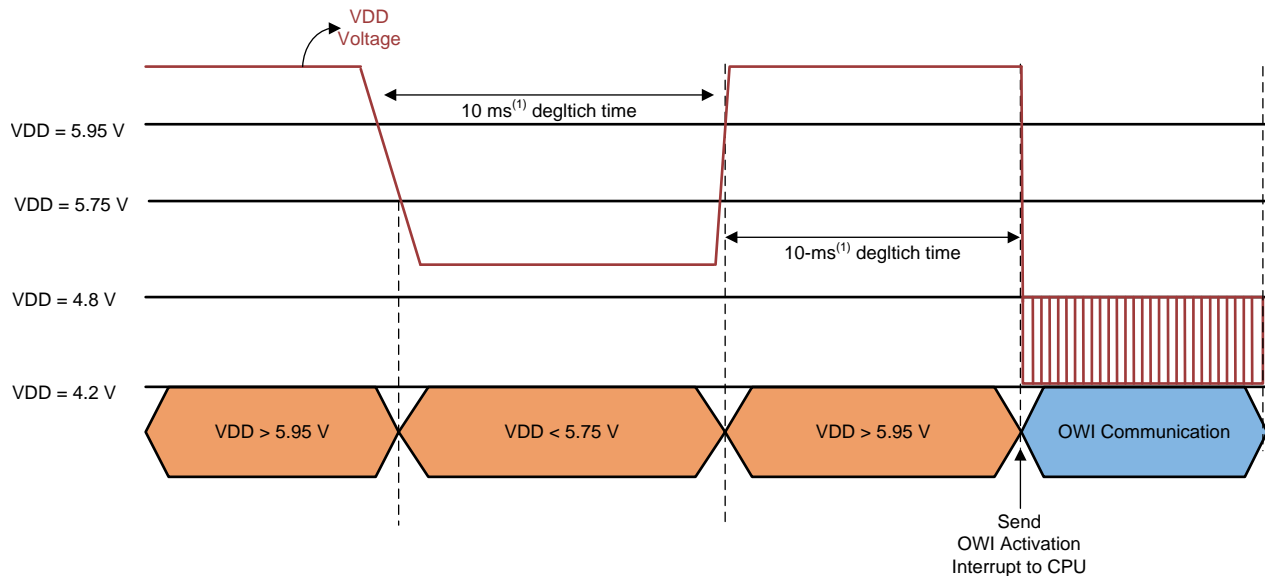 VDD
Voltage
10 ms(1) degltich time
VDD = 5.95 V
VDD = 5.75 V
10-ms(1) degltich time
VDD = 4.8 V
VDD = 4.2 V
VDD > 5.95 V
VDD < 5.75 V
VDD > 5.95 V
OWI Communication
Send
OWI Activation
Interrupt to CPU